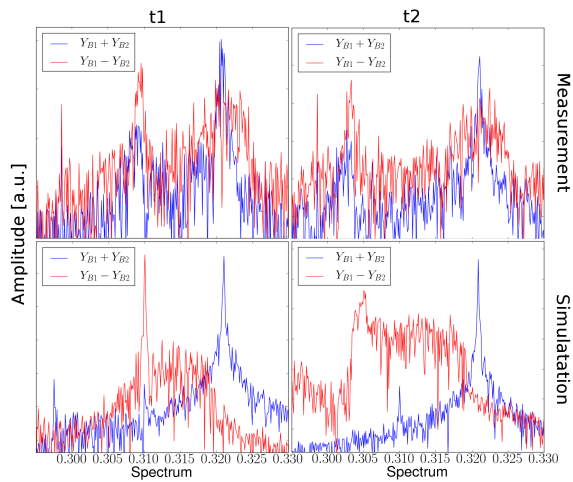 t1 t2
Y_{B1} + Y_{B2}
Y_{B1} − Y_{B2}
Y_{B1} + Y_{B2}
Y_{B1} − Y_{B2}
Measurement
Amplitude [a.u.]
Y_{B1} + Y_{B2}
Y_{B1} − Y_{B2}
Y_{B1} + Y_{B2}
Y_{B1} − Y_{B2}
Simulatation
0.300 0.305 0.310 0.315 0.320 0.325 0.330 0.300 0.305 0.310 0.315 0.320 0.325 0.330
Spectrum Spectrum